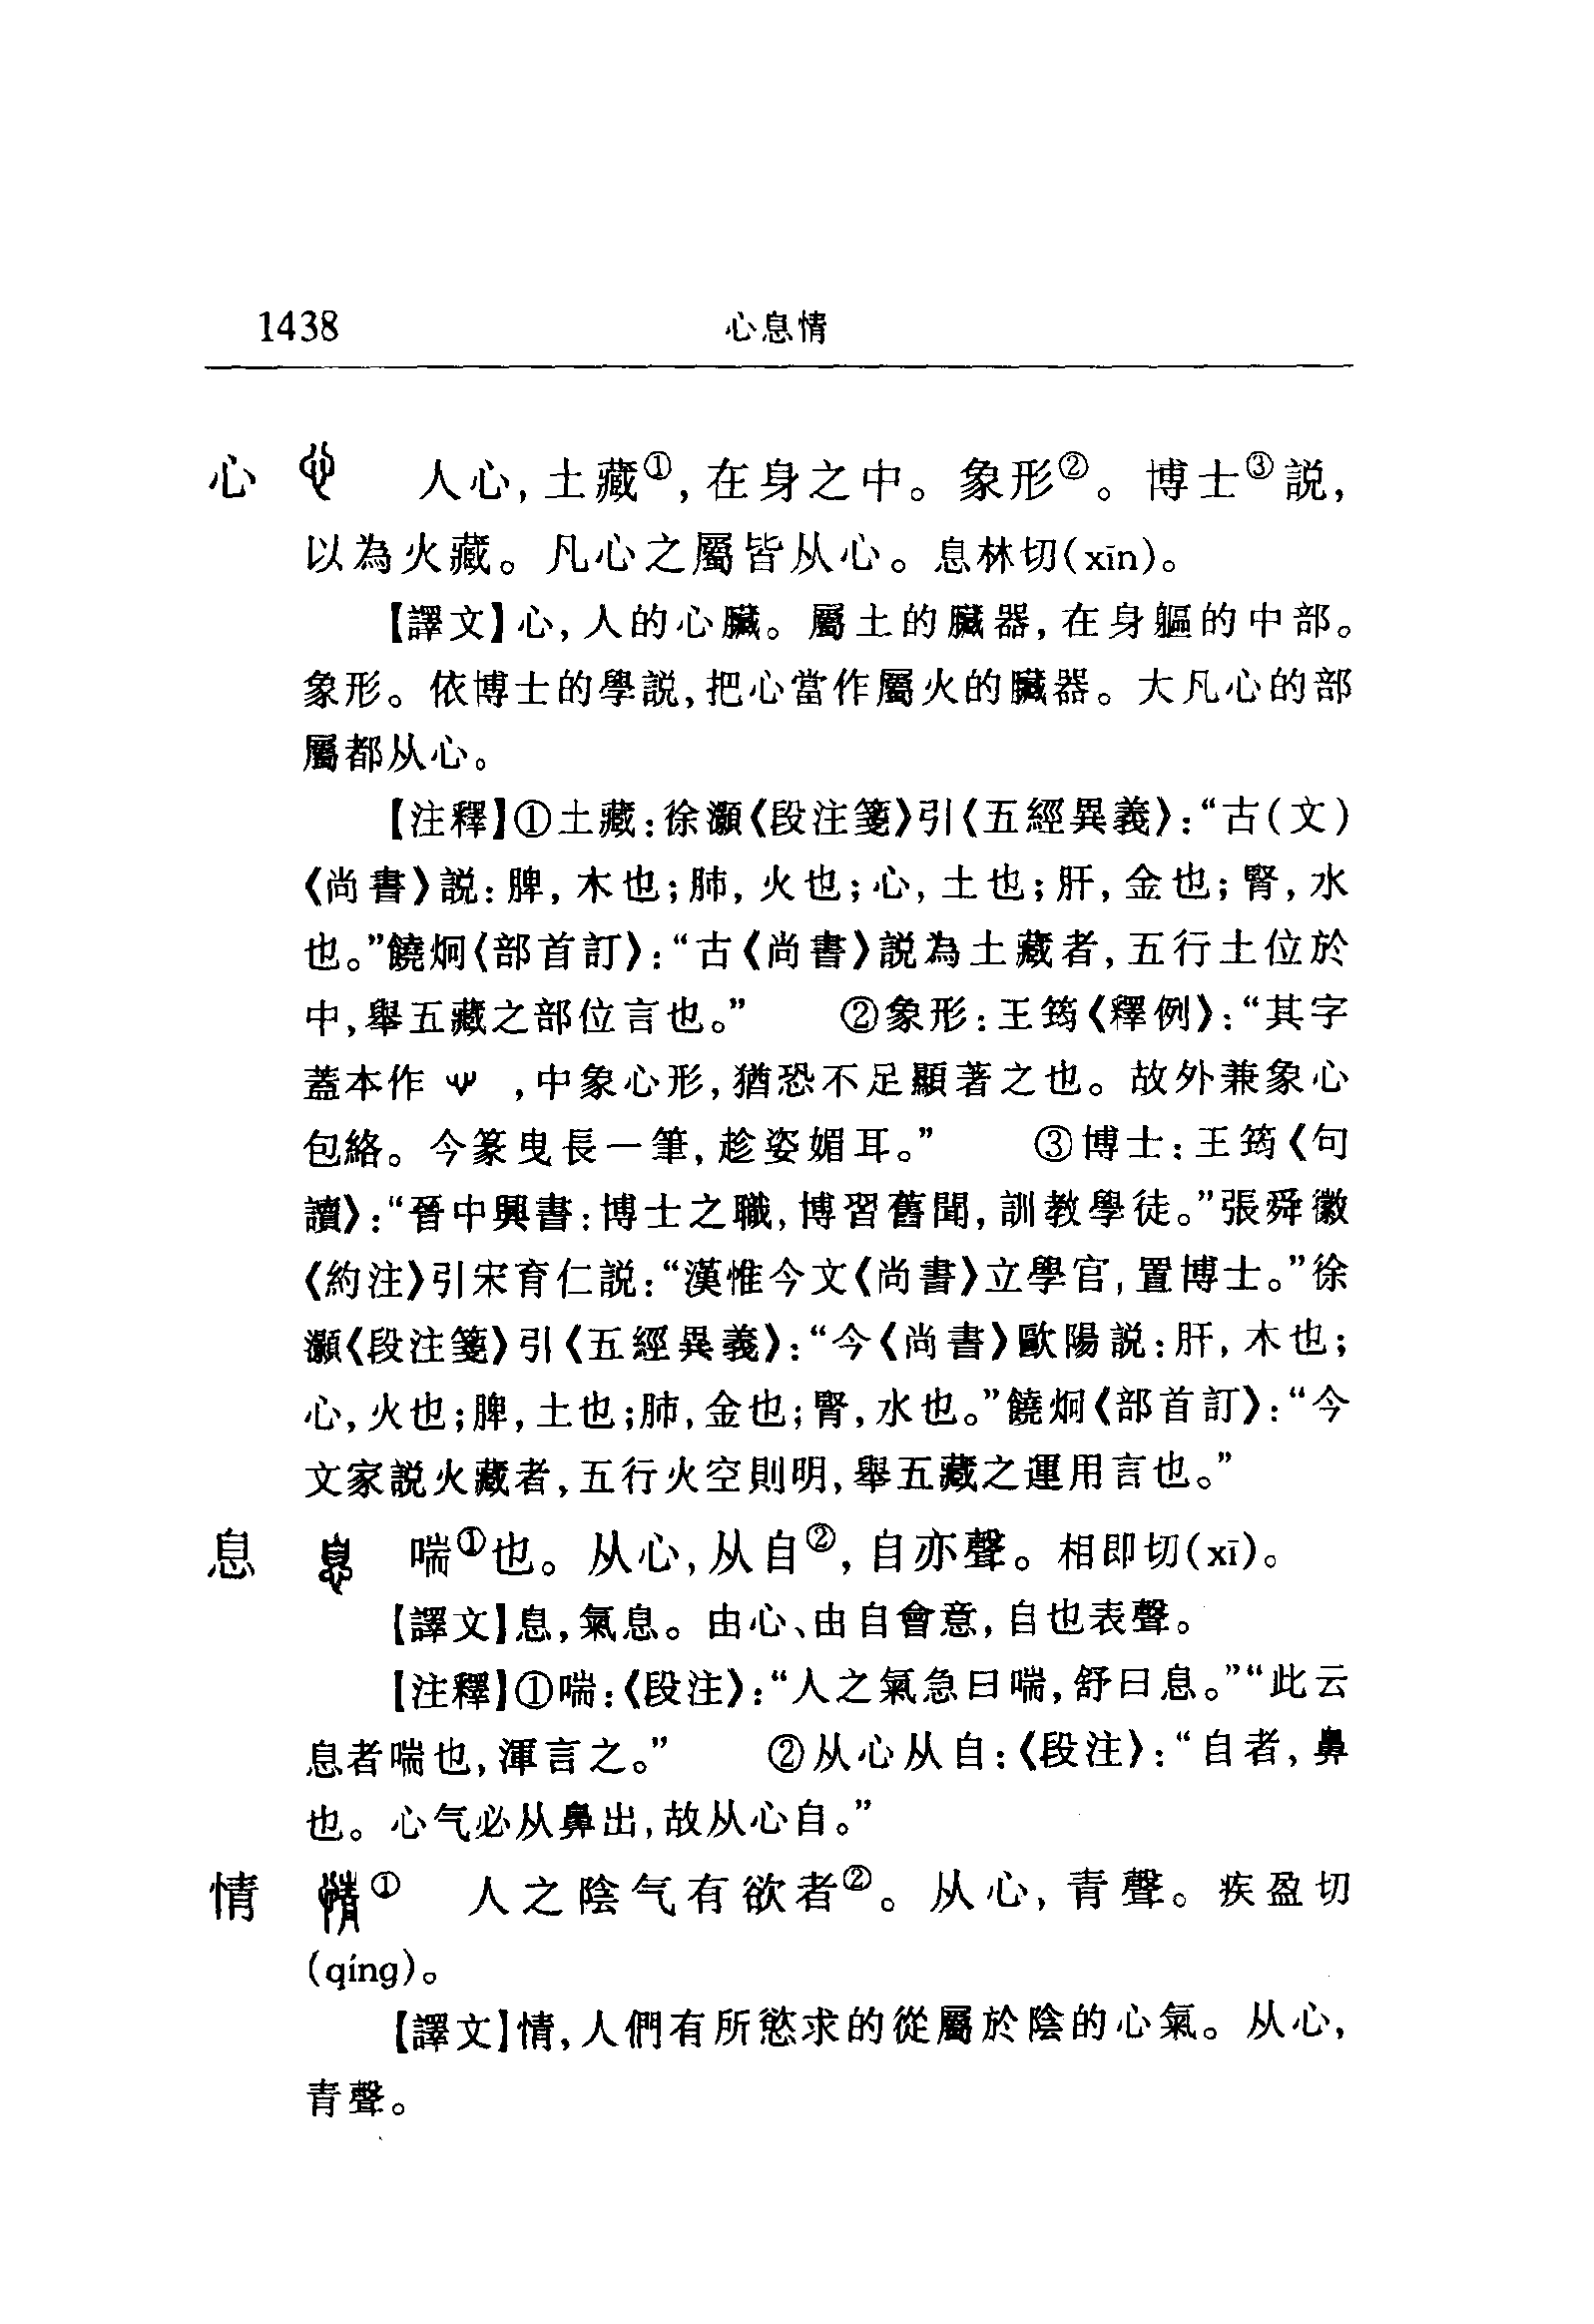 1438 心息情
心 人心,土藏①,在身之中。象形②。博士③説,
以為火藏。凡心之屬皆从心。息林切(xīn)。
【譯文】心,人的心臟。屬土的臟器,在身軀的中部。
象形。依博士的學説,把心當作屬火的臟器。大凡心的部
屬都从心。
【注釋】①土藏:徐灝《段注箋》引《五經異義》:“古(文)
《尚書》説:脾,木也;肺,火也;心,土也;肝,金也;腎,水
也。”饒炯《部首訂》:“古《尚書》説為土藏者,五行土位於
中,舉五藏之部位言也。” ②象形:王筠《釋例》:“其字
蓋本作 ,中象心形,猶恐不足顯著之也。故外兼象心
包絡。今篆曳長一筆,趁姿媚耳。” ③博士:王筠《句
讀》:“晉中興書:博士之職,博習舊聞,訓教學徒。”張舜徽
《約注》引宋育仁説:“漢惟今文《尚書》立學官,置博士。”徐
灝《段注箋》引《五經異義》:“今《尚書》歐陽説:肝,木也;
心,火也;脾,土也;肺,金也;腎,水也。”饒炯《部首訂》:“今
文家説火藏者,五行火空則明,舉五藏之運用言也。”
息 喘①也。从心,从自②,自亦聲。相即切(xī)。
【譯文】息,氣息。由心、由自會意,自也表聲。
【注釋】①喘:《段注》:“人之氣急曰喘,舒曰息。”“此云
息者喘也,渾言之。” ②从心从自:《段注》:“自者,鼻
也。心气必从鼻出,故从心自。”
情 ① 人之陰气有欲者②。从心,青聲。疾盈切
(qíng)。
【譯文】情,人們有所慾求的從屬於陰的心氣。从心,
青聲。